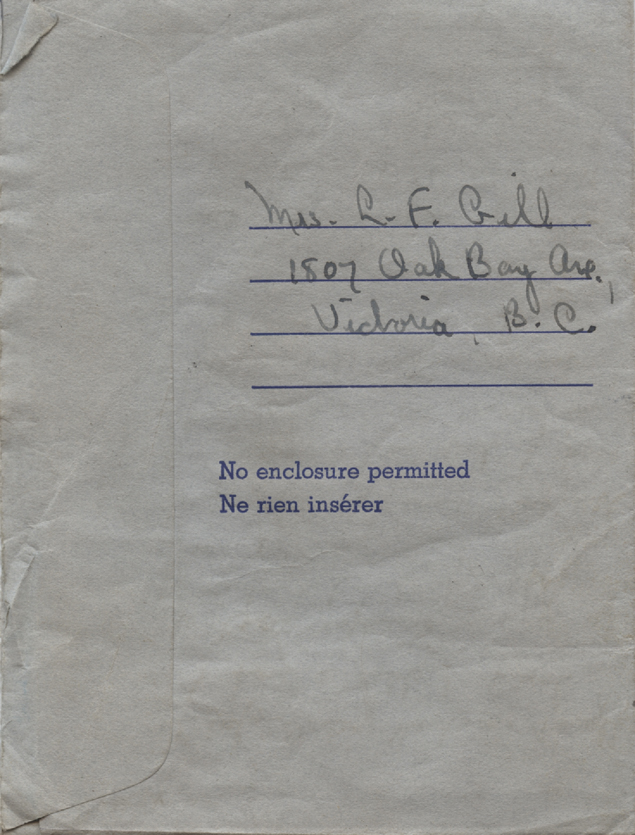 Mrs. L. F. Gill
1807 Oak Bay Ave,
Victoria, B. C.
No enclosure permitted
Ne rien insérer